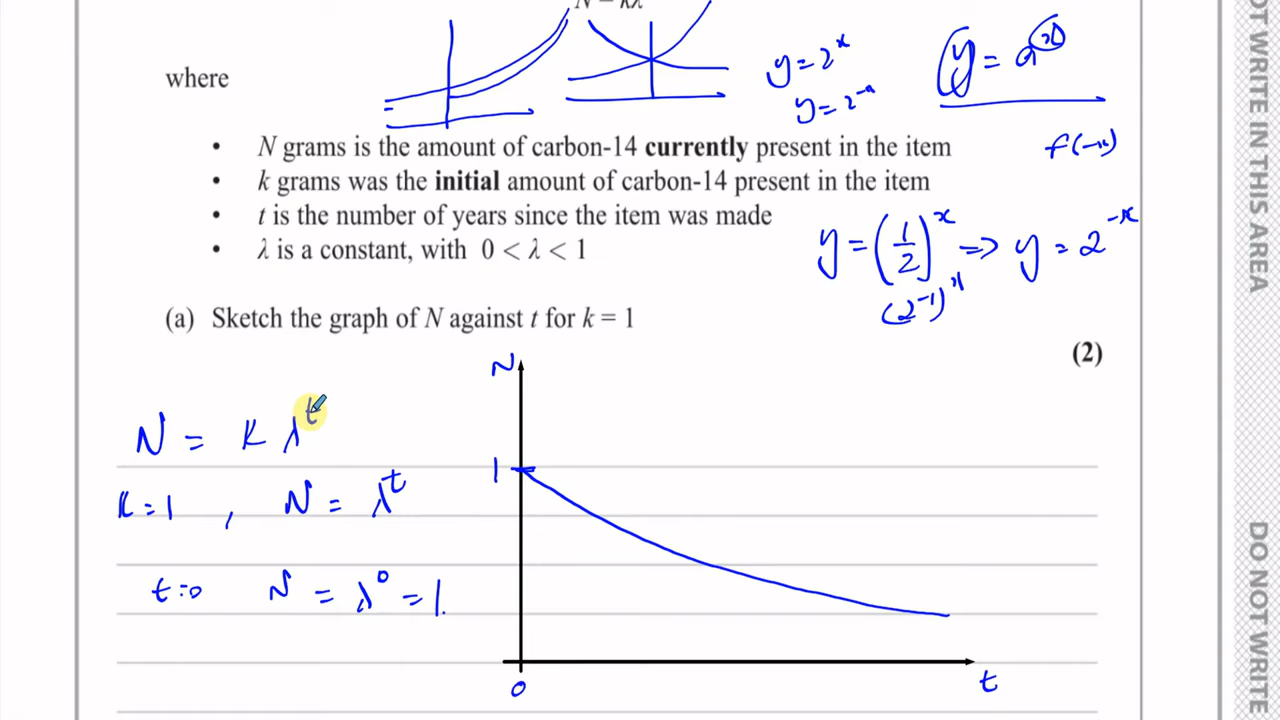 where
y = 2^x
y = 2^-x
y = 2^x
f(-x)
• N grams is the amount of carbon-14 currently present in the item
• k grams was the initial amount of carbon-14 present in the item
• t is the number of years since the item was made
• λ is a constant, with 0 < λ < 1
y = (1/2)^x => y = 2^-x
(2^-1)^x
(a) Sketch the graph of N against t for k = 1
(2)
N = k λ^t
k=1 , N = λ^t
t=0 N = λ^0 = 1.
N
1
0
t
NOT WRITE IN THIS AREA
DO NOT WRITE